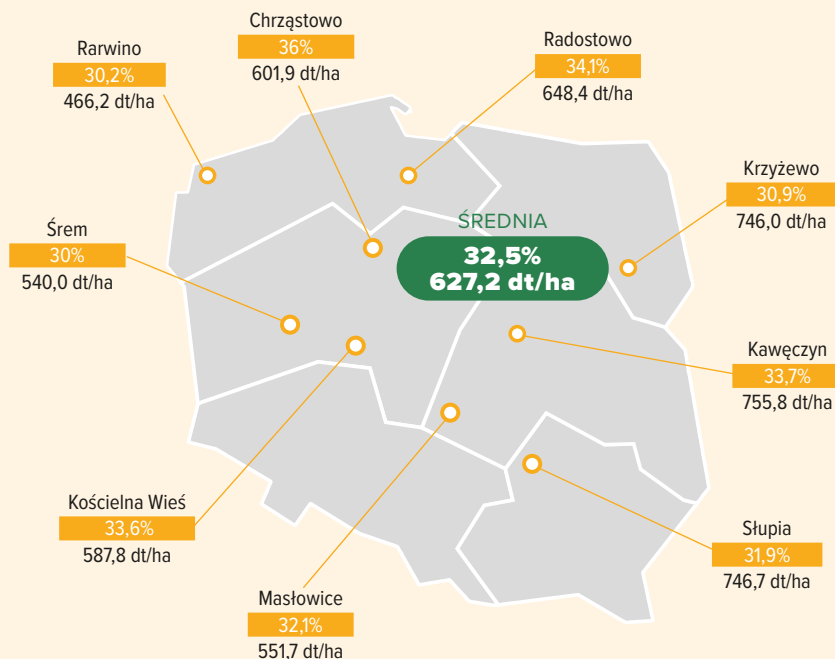 Chrząstowo
36%
601,9 dt/ha
Rarwino
30,2%
466,2 dt/ha
Radostowo
34,1%
648,4 dt/ha
Krzyżewo
30,9%
746,0 dt/ha
ŚREDNIA
32,5%
627,2 dt/ha
Śrem
30%
540,0 dt/ha
Kawęczyn
33,7%
755,8 dt/ha
Kościelna Wieś
33,6%
587,8 dt/ha
Słupia
31,9%
746,7 dt/ha
Masłowice
32,1%
551,7 dt/ha